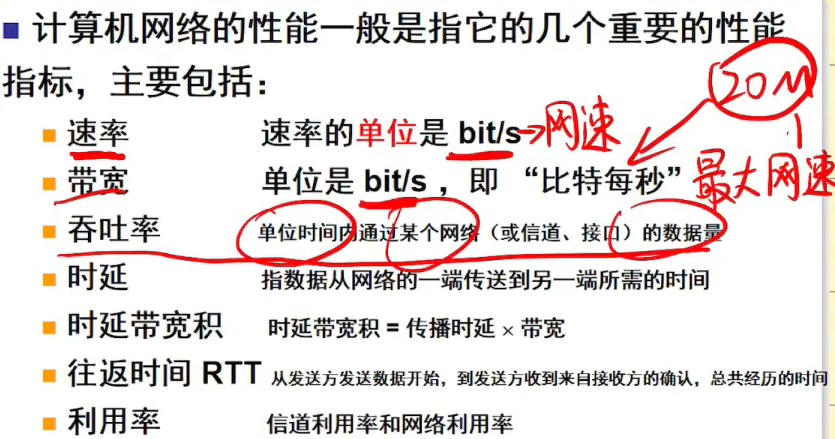 计算机网络的性能一般是指它的几个重要的性能
指标，主要包括：
20M
速率 速率的单位是 bit/s → 网速
带宽 单位是 bit/s ，即 “比特每秒” 最大网速
吞吐率 单位时间内通过某个网络（或信道、接口）的数据量
时延 指数据从网络的一端传送到另一端所需的时间
时延带宽积 时延带宽积 = 传播时延 × 带宽
往返时间 RTT 从发送方发送数据开始，到发送方收到来自接收方的确认，总共经历的时间
利用率 信道利用率和网络利用率